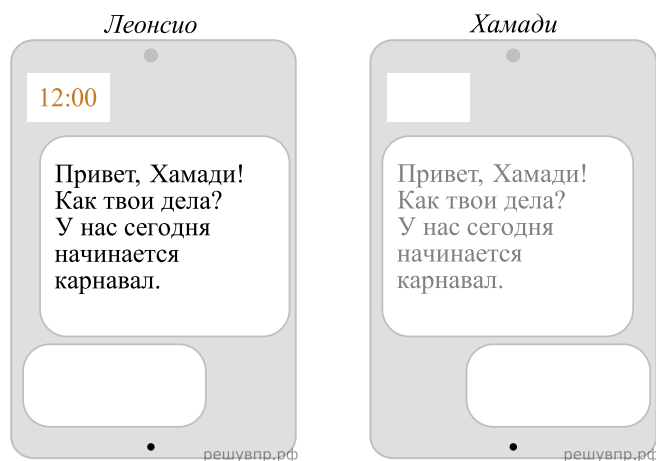 Леонсио
Хамади
12:00
Привет, Хамади!
Как твои дела?
У нас сегодня
начинается
карнавал.
Привет, Хамади!
Как твои дела?
У нас сегодня
начинается
карнавал.
решувпр.рф
решувпр.рф